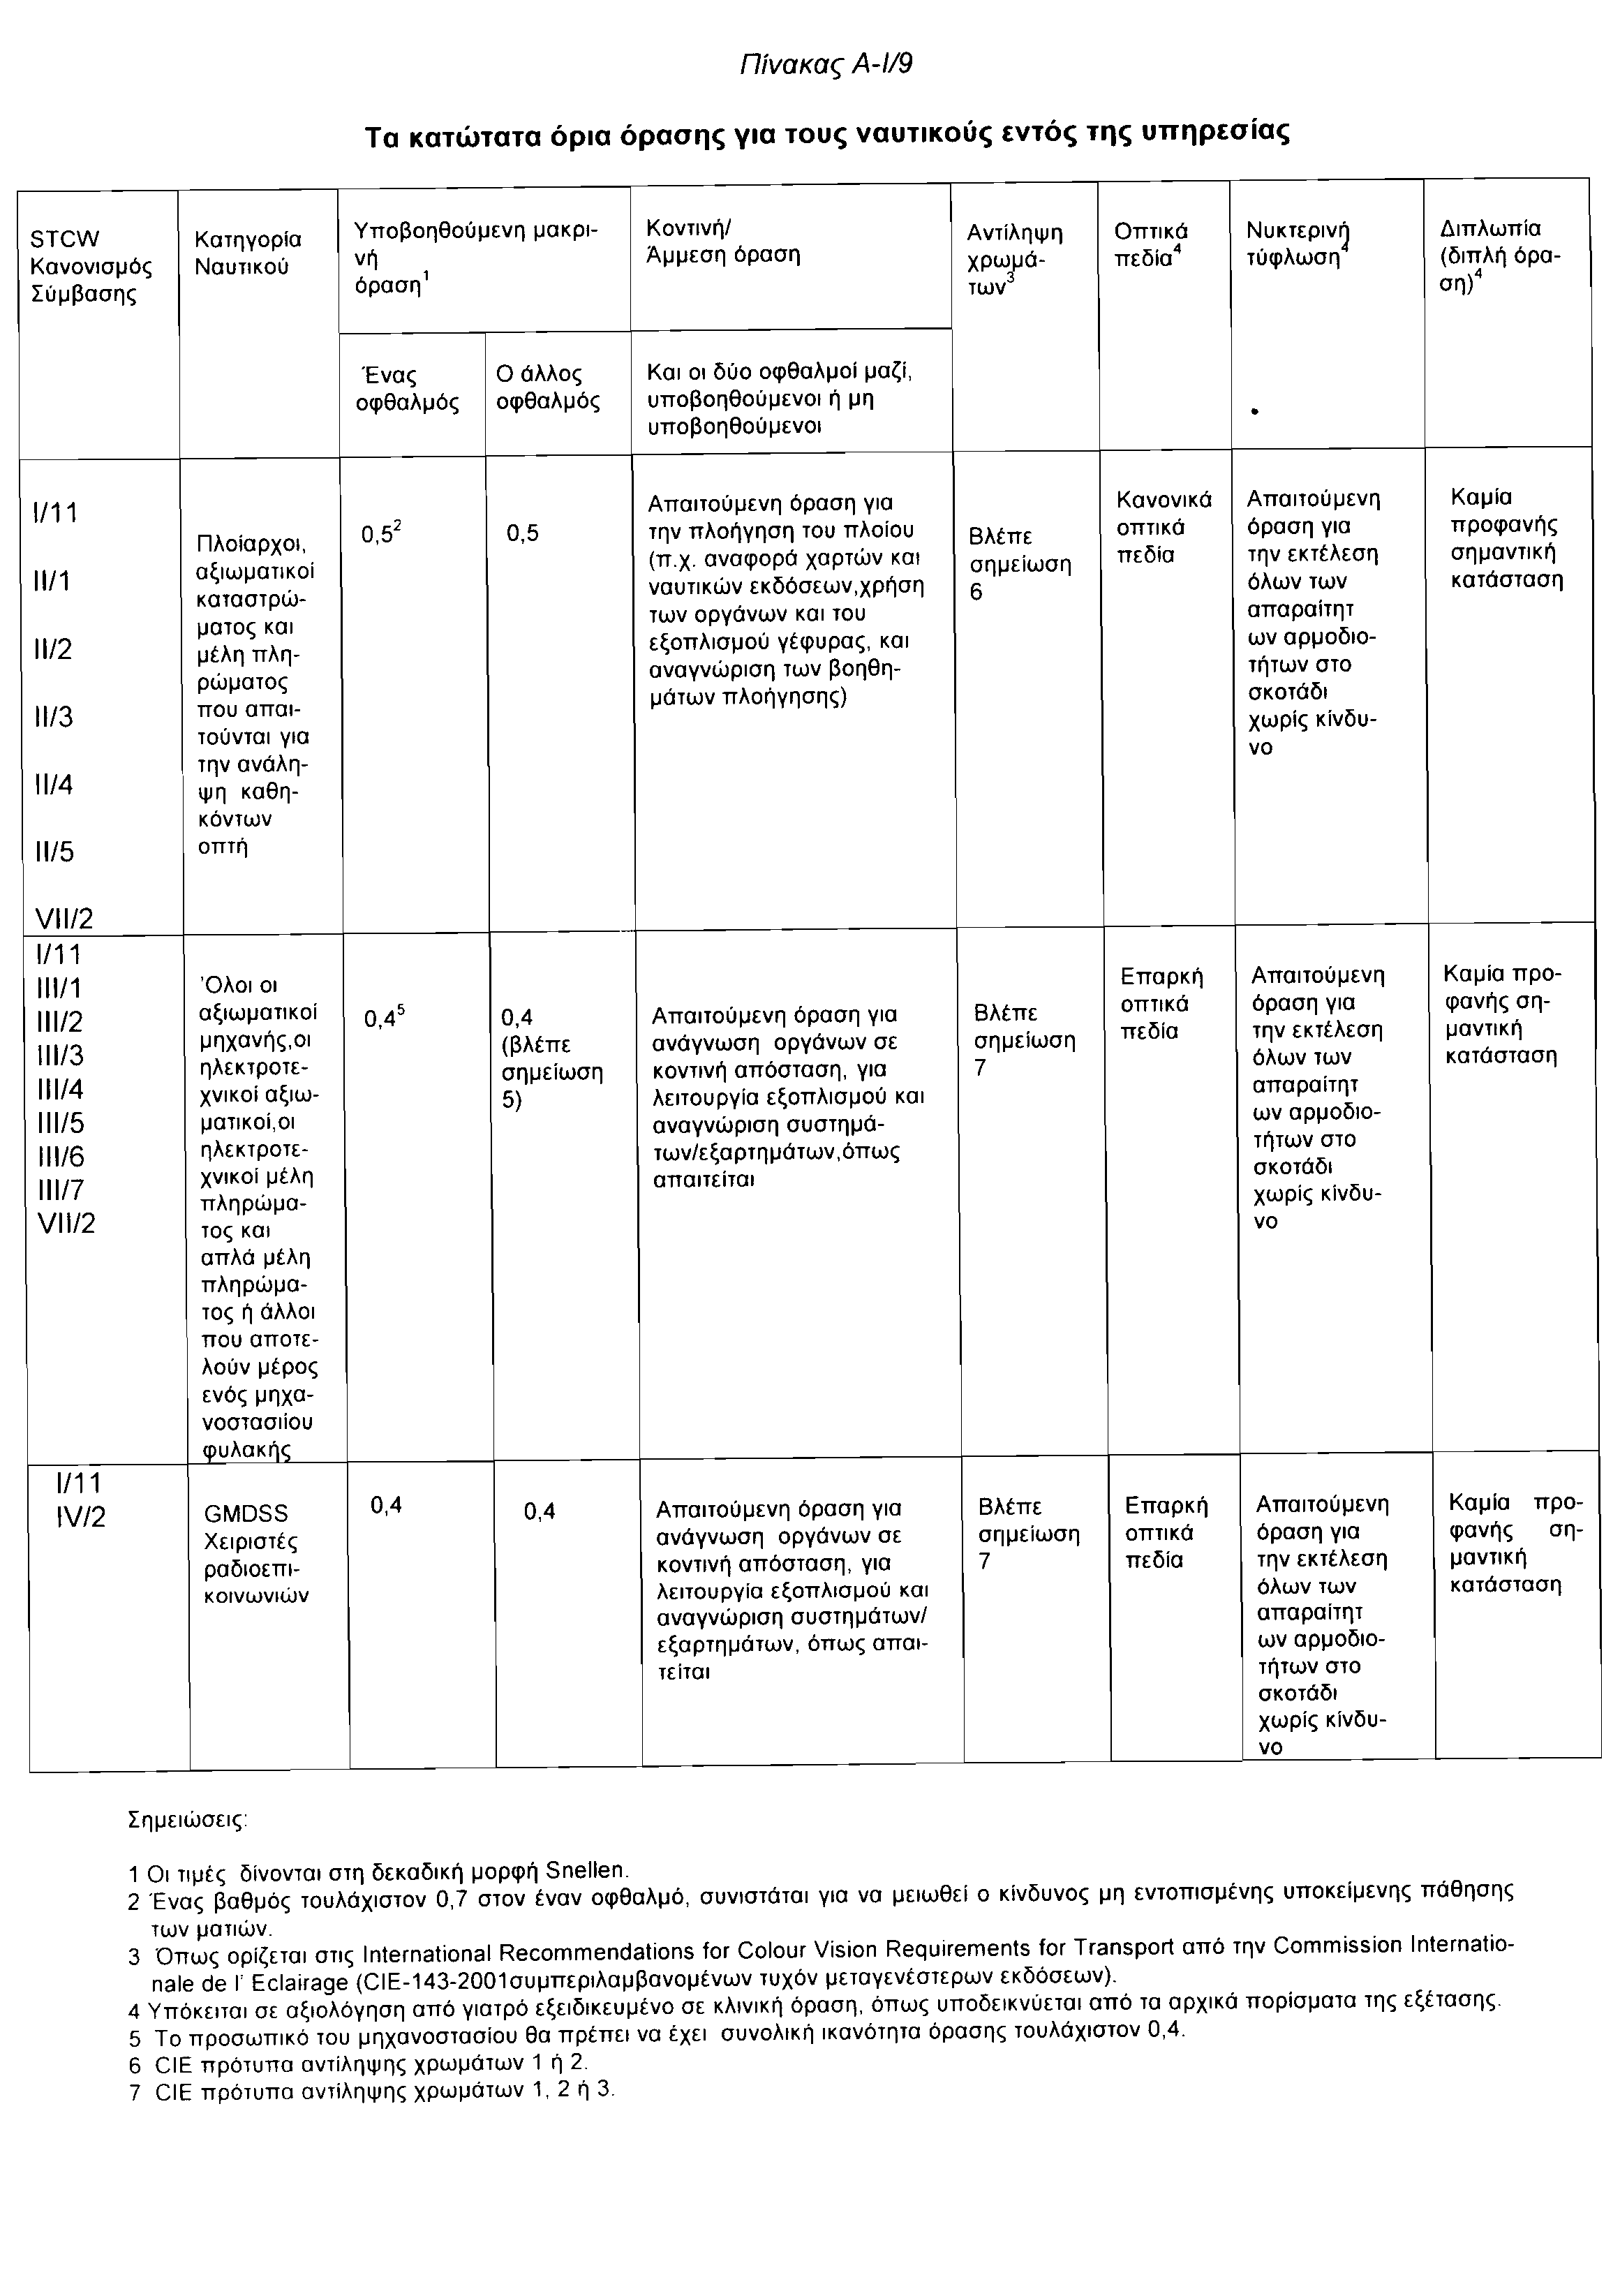 Πίνακας Α-Ι/9
Τα κατώτατα όρια όρασης για τους ναυτικούς εντός της υπηρεσίας
STCW
Κανονισμός
Σύμβασης
Κατηγορία
Ναυτικού
Υποβοηθούμενη μακρι-
νή
όραση¹
Κοντινή/
Άμμεση όραση
Αντίληψη
χρωμά-
των³
Οπτικά
πεδία⁴
Νυκτερινή
τύφλωση⁴
Διπλωπία
(διπλή όρα-
ση)⁴
Ένας
οφθαλμός
Ο άλλος
οφθαλμός
Και οι δύο οφθαλμοί μαζί,
υποβοηθούμενοι ή μη
υποβοηθούμενοι
I/11
II/1
II/2
II/3
II/4
II/5
VII/2
Πλοίαρχοι,
αξιωματικοί
καταστρώ-
ματος και
μέλη πλη-
ρώματος
που απαι-
τούνται για
την ανάλη-
ψη καθη-
κόντων
οπτή
0,5²
0,5
Απαιτούμενη όραση για
την πλοήγηση του πλοίου
(π.χ. αναφορά χαρτών και
ναυτικών εκδόσεων,χρήση
των οργάνων και του
εξοπλισμού γέφυρας, και
αναγνώριση των βοηθη-
μάτων πλοήγησης)
Βλέπε
σημείωση
6
Κανονικά
οπτικά
πεδία
Απαιτούμενη
όραση για
την εκτέλεση
όλων των
απαραίτητ
ων αρμοδιο-
τήτων στο
σκοτάδι
χωρίς κίνδυ-
νο
Καμία
προφανής
σημαντική
κατάσταση
I/11
III/1
III/2
III/3
III/4
III/5
III/6
III/7
VII/2
Όλοι οι
αξιωματικοί
μηχανής,οι
ηλεκτροτε-
χνικοί αξιω-
ματικοί,οι
ηλεκτροτε-
χνικοί μέλη
πληρώμα-
τος και
απλά μέλη
πληρώμα-
τος ή άλλοι
που αποτε-
λούν μέρος
ενός μηχα-
νοστασιίου
φυλακής
0,4⁵
0,4
(βλέπε
σημείωση
5)
Απαιτούμενη όραση για
ανάγνωση οργάνων σε
κοντινή απόσταση, για
λειτουργία εξοπλισμού και
αναγνώριση συστημά-
των/εξαρτημάτων,όπως
απαιτείται
Βλέπε
σημείωση
7
Επαρκή
οπτικά
πεδία
Απαιτούμενη
όραση για
την εκτέλεση
όλων των
απαραίτητ
ων αρμοδιο-
τήτων στο
σκοτάδι
χωρίς κίνδυ-
νο
Καμία προ-
φανής ση-
μαντική
κατάσταση
I/11
IV/2
GMDSS
Χειριστές
ραδιοεπι-
κοινωνιών
0,4
0,4
Απαιτούμενη όραση για
ανάγνωση οργάνων σε
κοντινή απόσταση, για
λειτουργία εξοπλισμού και
αναγνώριση συστημάτων/
εξαρτημάτων, όπως απαι-
τείται
Βλέπε
σημείωση
7
Επαρκή
οπτικά
πεδία
Απαιτούμενη
όραση για
την εκτέλεση
όλων των
απαραίτητ
ων αρμοδιο-
τήτων στο
σκοτάδι
χωρίς κίνδυ-
νο
Καμία προ-
φανής ση-
μαντική
κατάσταση
Σημειώσεις:
1 Οι τιμές δίνονται στη δεκαδική μορφή Snellen.
2 Ένας βαθμός τουλάχιστον 0,7 στον έναν οφθαλμό, συνιστάται για να μειωθεί ο κίνδυνος μη εντοπισμένης υποκείμενης πάθησης
των ματιών.
3 Όπως ορίζεται στις International Recommendations for Colour Vision Requirements for Transport από την Commission Internatio-
nale de l' Eclairage (CIE-143-2001συμπεριλαμβανομένων τυχόν μεταγενέστερων εκδόσεων).
4 Υπόκειται σε αξιολόγηση από γιατρό εξειδικευμένο σε κλινική όραση, όπως υποδεικνύεται από τα αρχικά πορίσματα της εξέτασης.
5 Το προσωπικό του μηχανοστασίου θα πρέπει να έχει συνολική ικανότητα όρασης τουλάχιστον 0,4.
6 CIE πρότυπα αντίληψης χρωμάτων 1 ή 2.
7 CIE πρότυπα αντίληψης χρωμάτων 1, 2 ή 3.